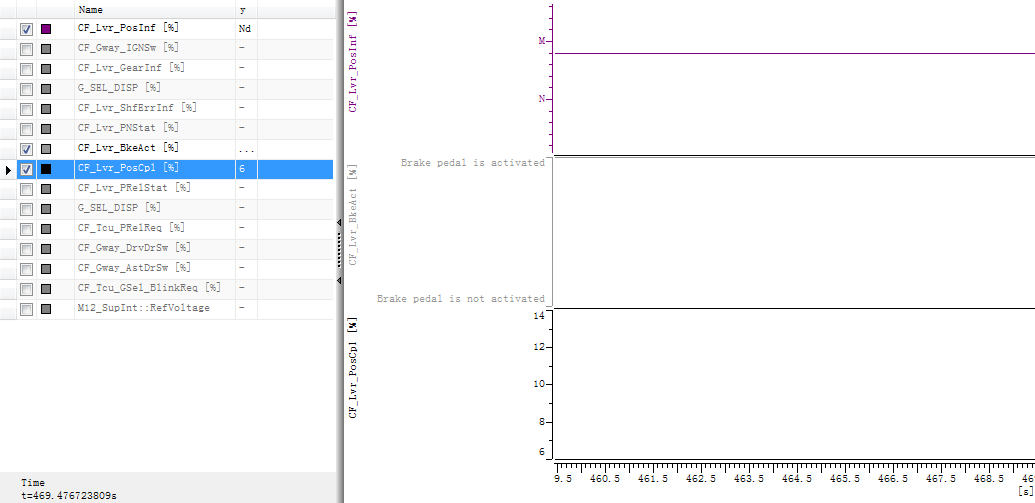 Name y
CF_Lvr_PosInf [%] Nd
CF_Gway_IGNSw [%] -
CF_Lvr_GearInf [%] -
G_SEL_DISP [%] -
CF_Lvr_ShfErrInf [%] -
CF_Lvr_PNStat [%] -
CF_Lvr_BkeAct [%] ...
CF_Lvr_PosCpl [%] 6
CF_Lvr_PRelStat [%] -
G_SEL_DISP [%] -
CF_Tcu_PRelReq [%] -
CF_Gway_DrvDrSw [%] -
CF_Gway_AstDrSw [%] -
CF_Tcu_GSel_BlinkReq [%] -
M12_SupInt::RefVoltage -
Time
t=469.476723809s
CF_Lvr_PosInf [%]
M
N
CF_Lvr_BkeAct [%]
Brake pedal is activated
Brake pedal is not activated
CF_Lvr_PosCpl [%]
14
12
10
8
6
9.5 460.5 461.5 462.5 463.5 464.5 465.5 466.5 467.5 468.5 46
[s]